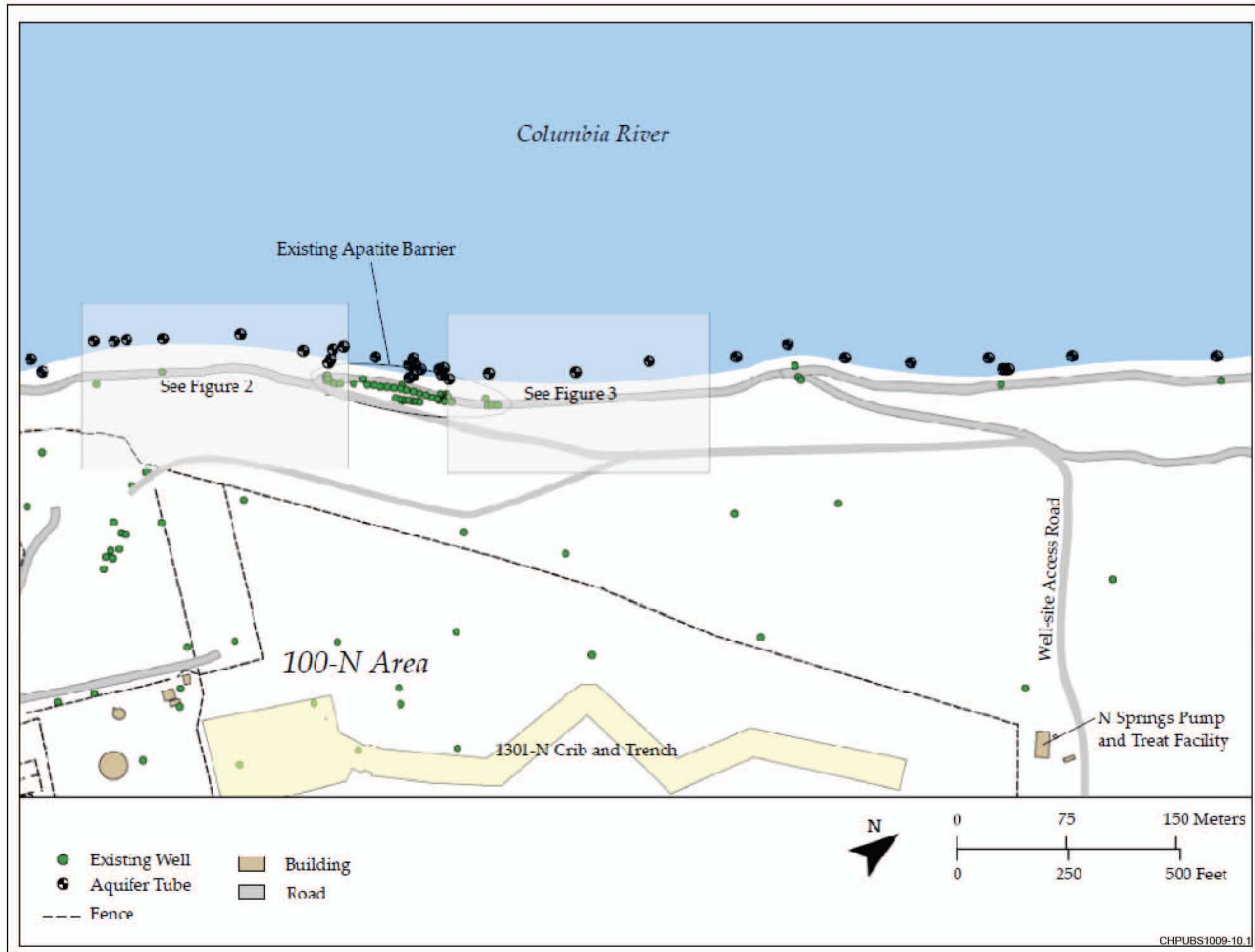 Columbia River
Existing Apatite Barrier
See Figure 2
See Figure 3
Well-site Access Road
100-N Area
1301-N Crib and Trench
N Springs Pump
and Treat Facility
Existing Well
Aquifer Tube
Fence
Building
Road
N
0 75 150 Meters
0 250 500 Feet
CHPUBS1009-10.1